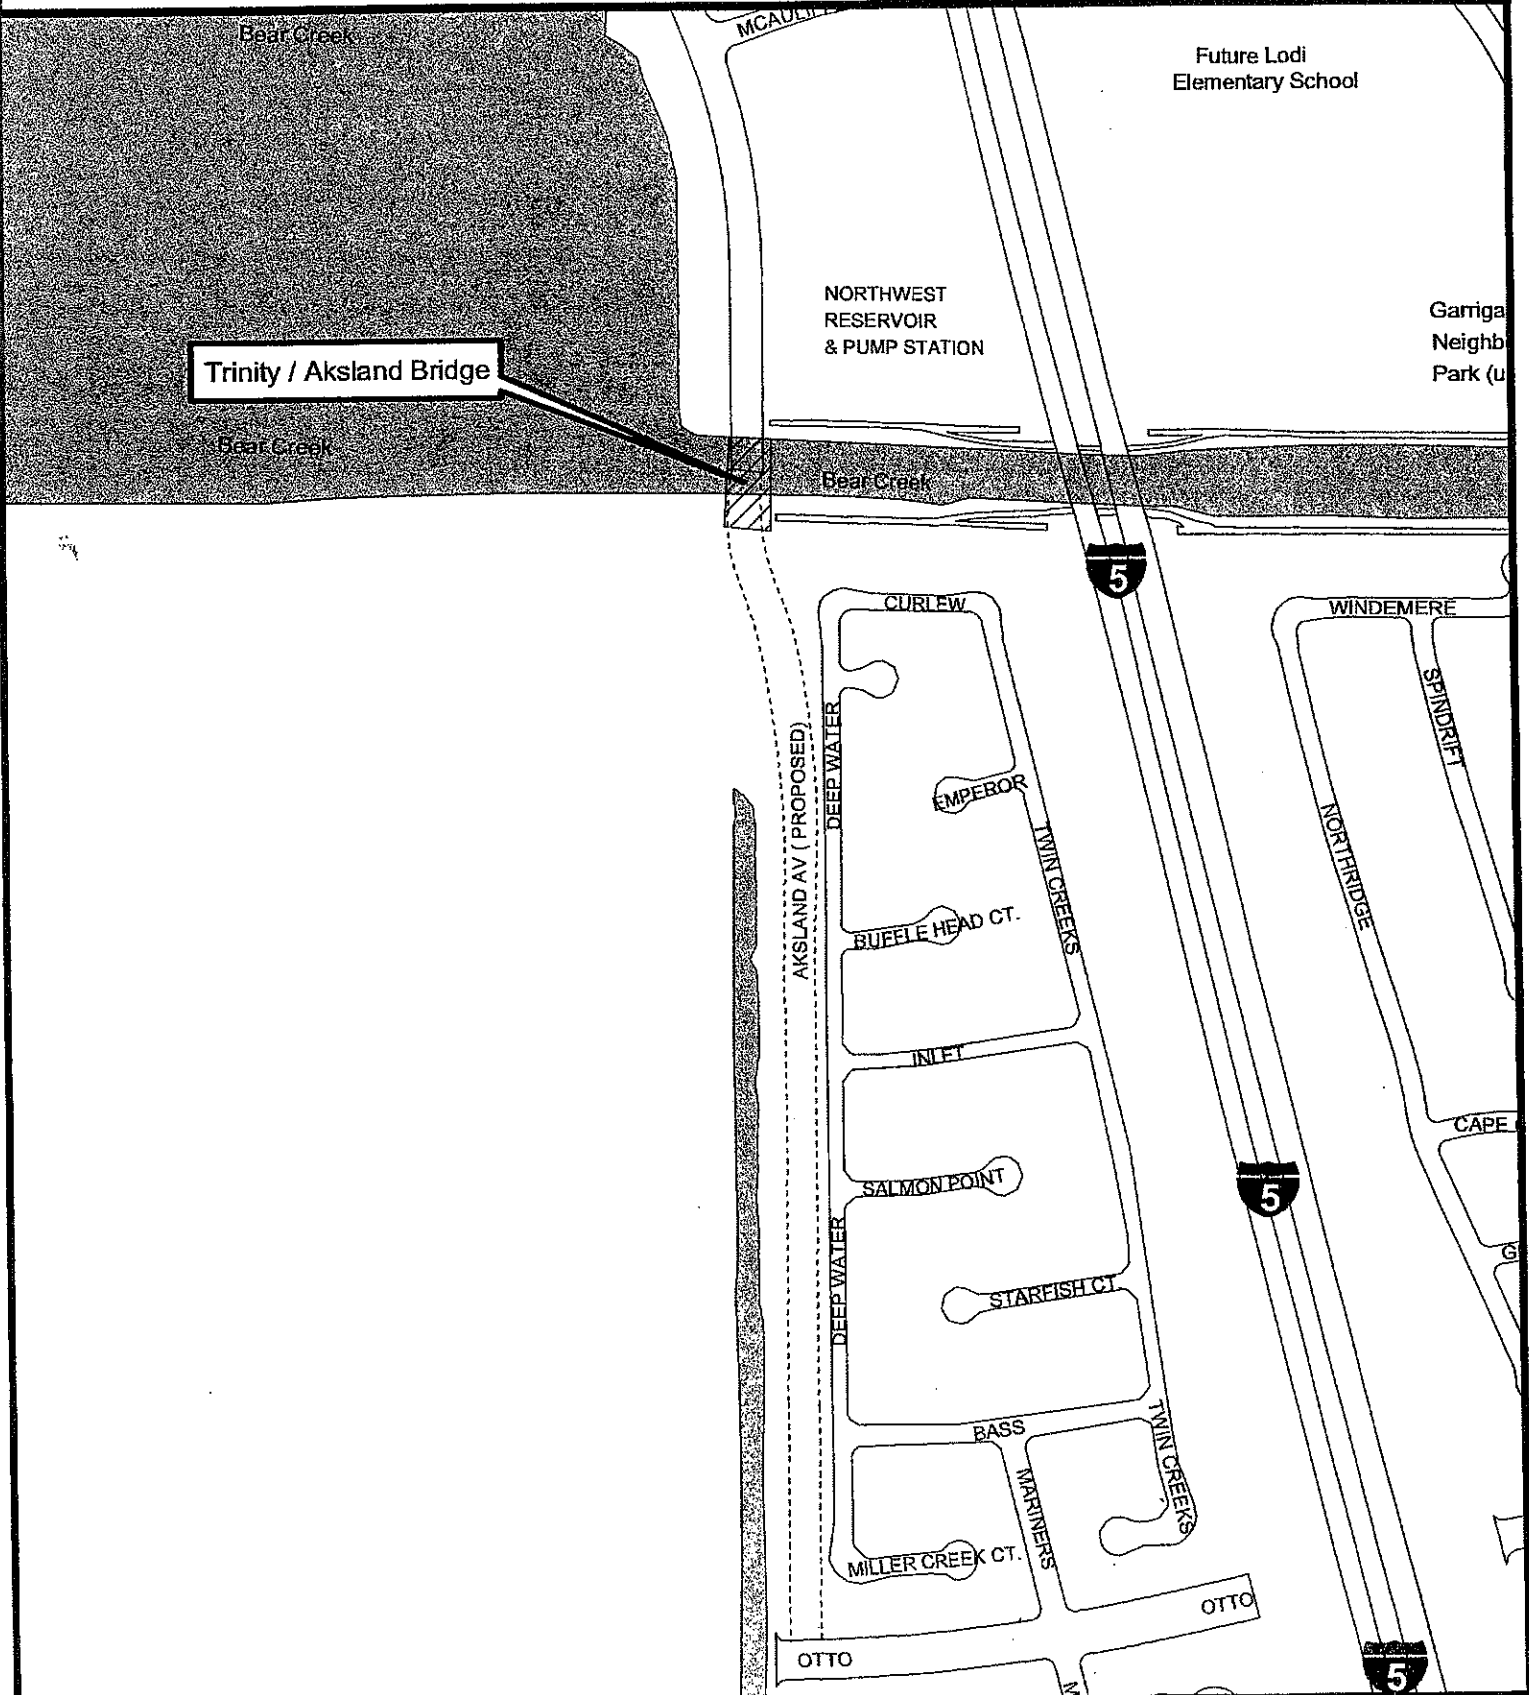 Bear Creek
Future Lodi
Elementary School
NORTHWEST
RESERVOIR
& PUMP STATION
Neighb
Park (u
Trinity / Aksland Bridge
Bear Creek
Bear Creek
5
CURLEW
WINDEMERE
SPINDRIFT
DEEP WATER
AKSLAND AV ( PROPOSED)
EMPEROR
TWIN CREEKS
NORTHRIDGE
BUFFLE HEAD CT.
INLET
CAPE
SALMON POINT
5
DEEP WATER
G
STARFISH CT.
BASS
TWIN CREEKS
MARINERS
MILLER CREEK CT.
OTTO
OTTO
5
M